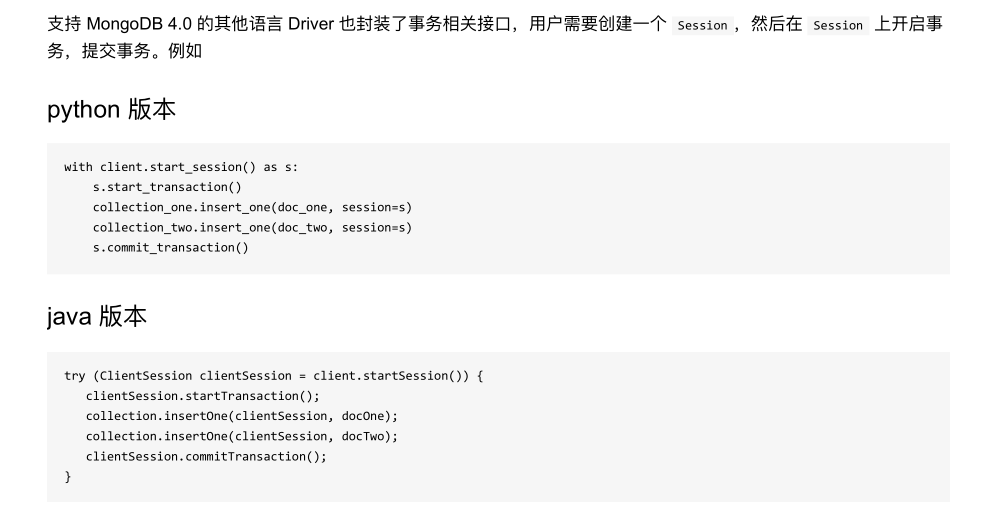 支持 MongoDB 4.0 的其他语言 Driver 也封装了事务相关接口，用户需要创建一个 Session，然后在 Session 上开启事
务，提交事务。例如
python 版本
with client.start_session() as s:
    s.start_transaction()
    collection_one.insert_one(doc_one, session=s)
    collection_two.insert_one(doc_two, session=s)
    s.commit_transaction()
java 版本
try (ClientSession clientSession = client.startSession()) {
   clientSession.startTransaction();
   collection.insertOne(clientSession, docOne);
   collection.insertOne(clientSession, docTwo);
   clientSession.commitTransaction();
}